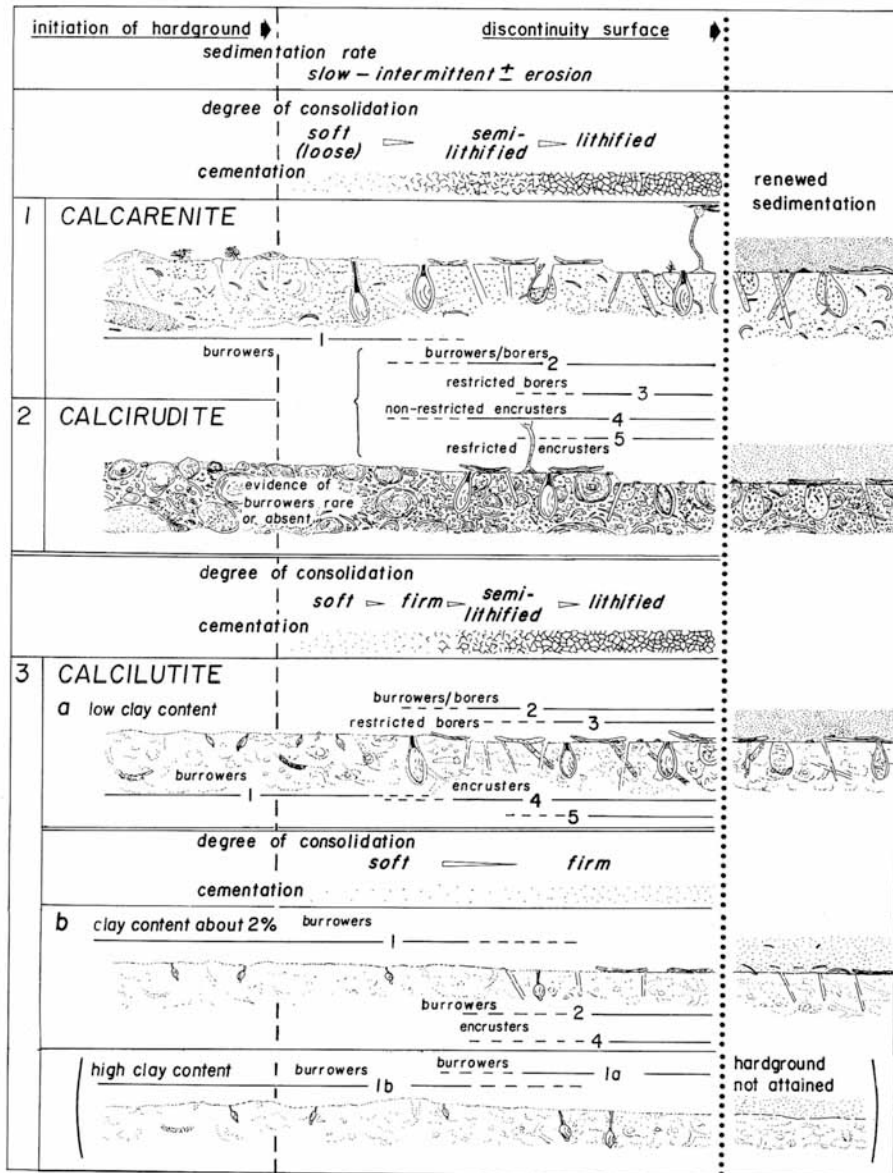 initiation of hardground
discontinuity surface
sedimentation rate
slow – intermittent ± erosion
degree of consolidation
soft
(loose)
semi-
lithified
lithified
cementation
renewed
sedimentation
1 CALCARENITE
1
burrowers
burrowers/borers
2
restricted borers
3
non-restricted encrusters
4
5
restricted encrusters
2 CALCIRUDITE
evidence of
burrowers rare
or absent
degree of consolidation
soft firm semi-
lithified
lithified
cementation
3 CALCILUTITE
a low clay content
burrowers/borers
2
restricted borers 3
burrowers
1
encrusters
4
5
degree of consolidation
soft firm
cementation
b clay content about 2% burrowers
1
burrowers
2
encrusters
4
high clay content burrowers burrowers 1a
1b
hardground
not attained